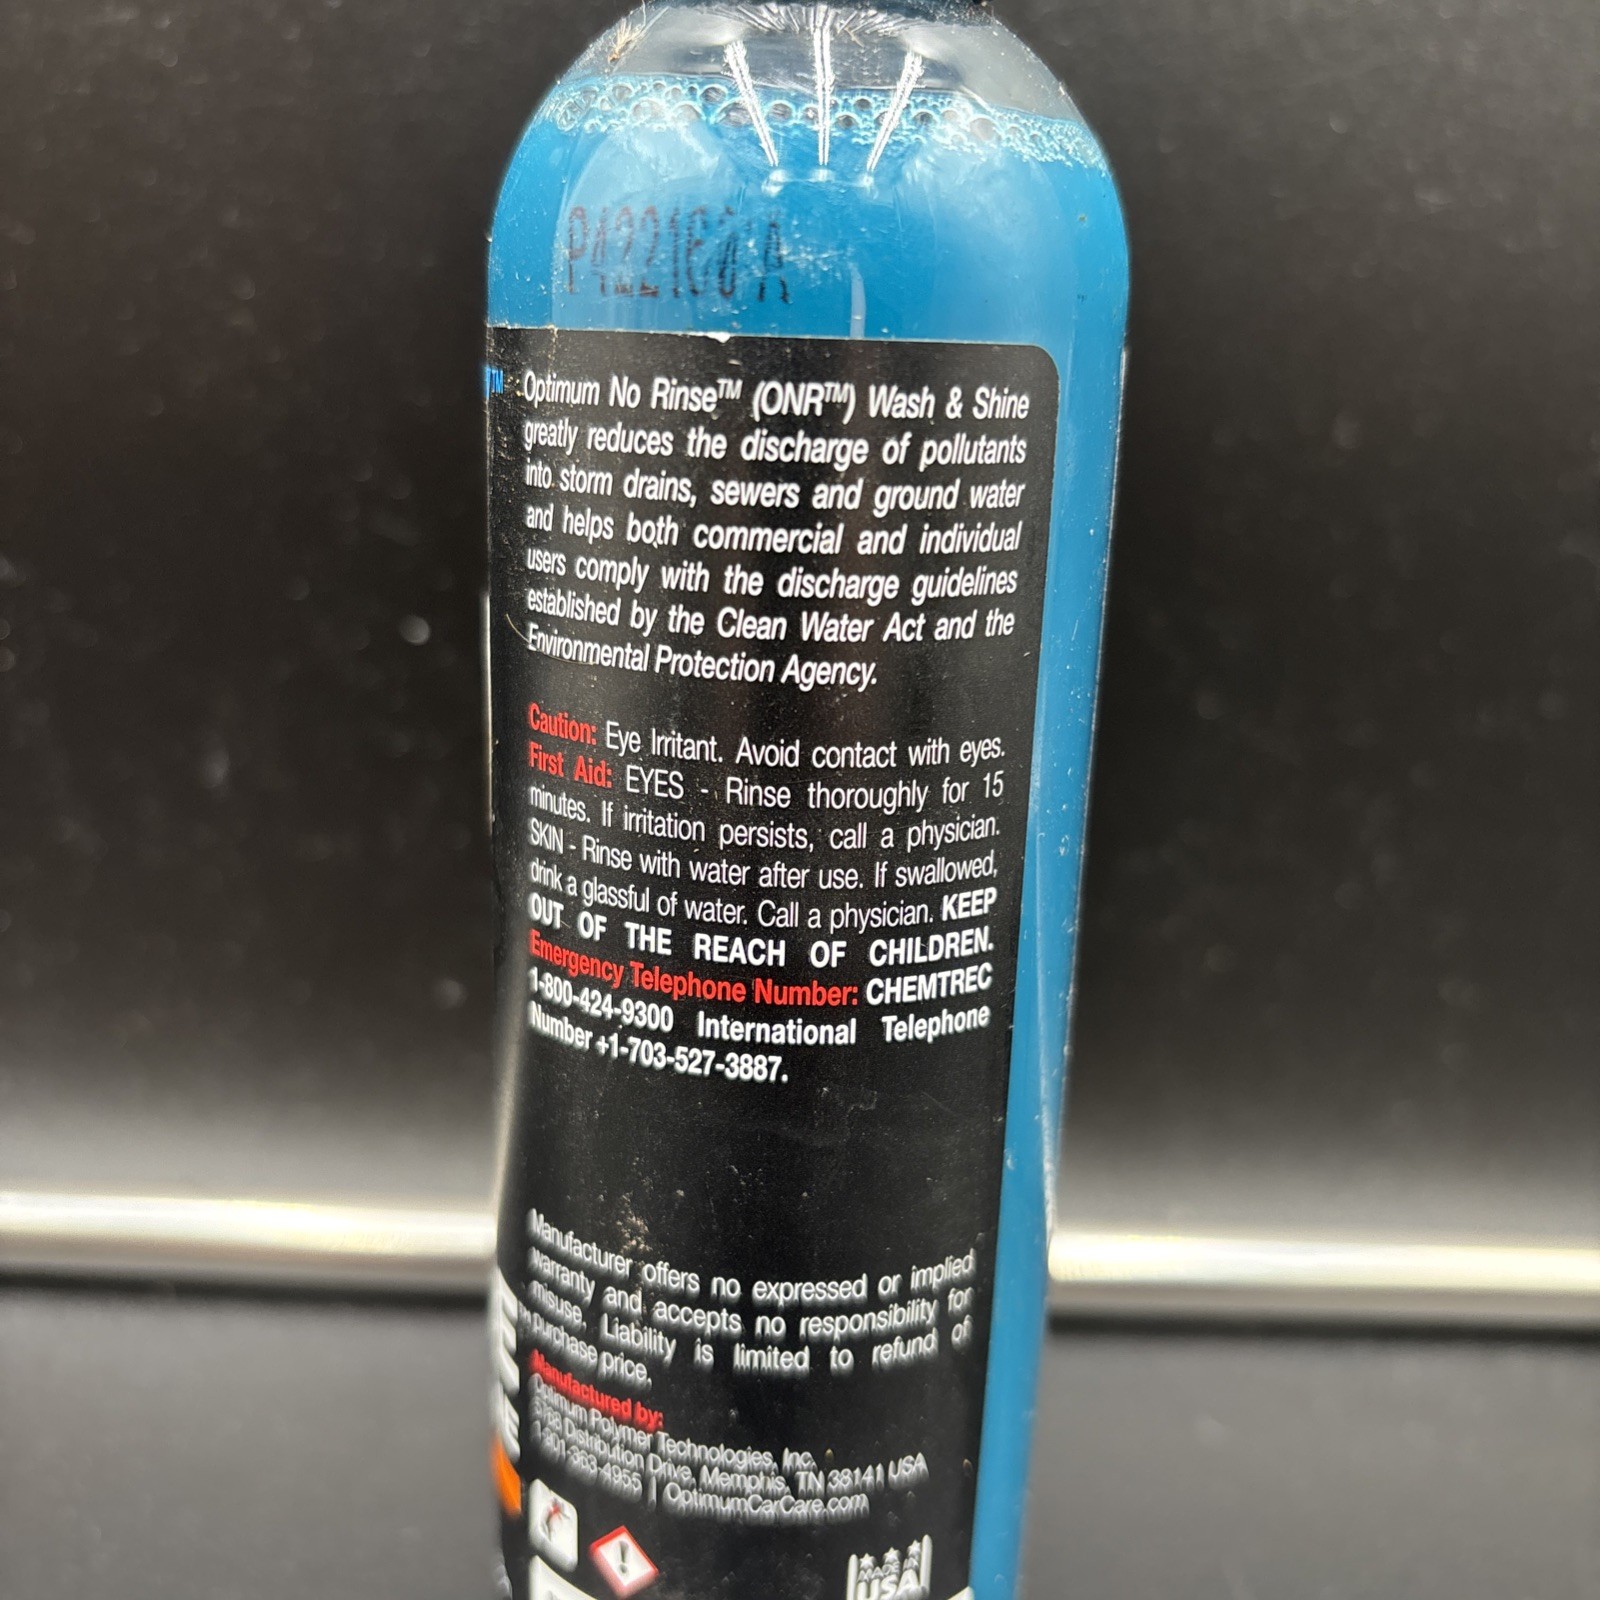 TM
Optimum No Rinse™ (ONR™) Wash & Shine
greatly reduces the discharge of pollutants
into storm drains, sewers and ground water
and helps both commercial and individual
users comply with the discharge guidelines
established by the Clean Water Act and the
Environmental Protection Agency.
Caution: Eye Irritant. Avoid contact with eyes.
First Aid: EYES - Rinse thoroughly for 15
minutes. If irritation persists, call a physician.
SKIN - Rinse with water after use. If swallowed,
drink a glassful of water. Call a physician. KEEP
OUT OF THE REACH OF CHILDREN.
Emergency Telephone Number: CHEMTREC
1-800-424-9300 International Telephone
Number +1-703-527-3887.
Manufacturer offers no expressed or implied
warranty and accepts no responsibility for
misuse. Liability is limited to refund of
purchase price.
Manufactured by:
Optimum Polymer Technologies, Inc.
Distribution Drive, Memphis, TN 38141 USA
1-901-363-4955 | OptimumCarCare.com
MADE IN
USA